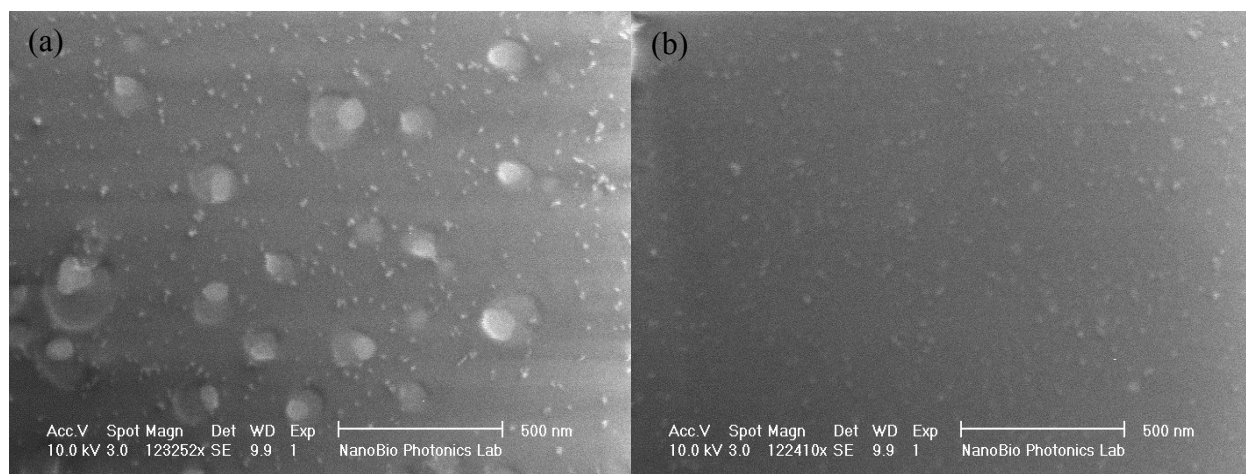 (a)
Acc.V Spot Magn Det WD Exp
10.0 kV 3.0 123252x SE 9.9 1
500 nm
NanoBio Photonics Lab
(b)
Acc.V Spot Magn Det WD Exp
10.0 kV 3.0 122410x SE 9.9 1
500 nm
NanoBio Photonics Lab